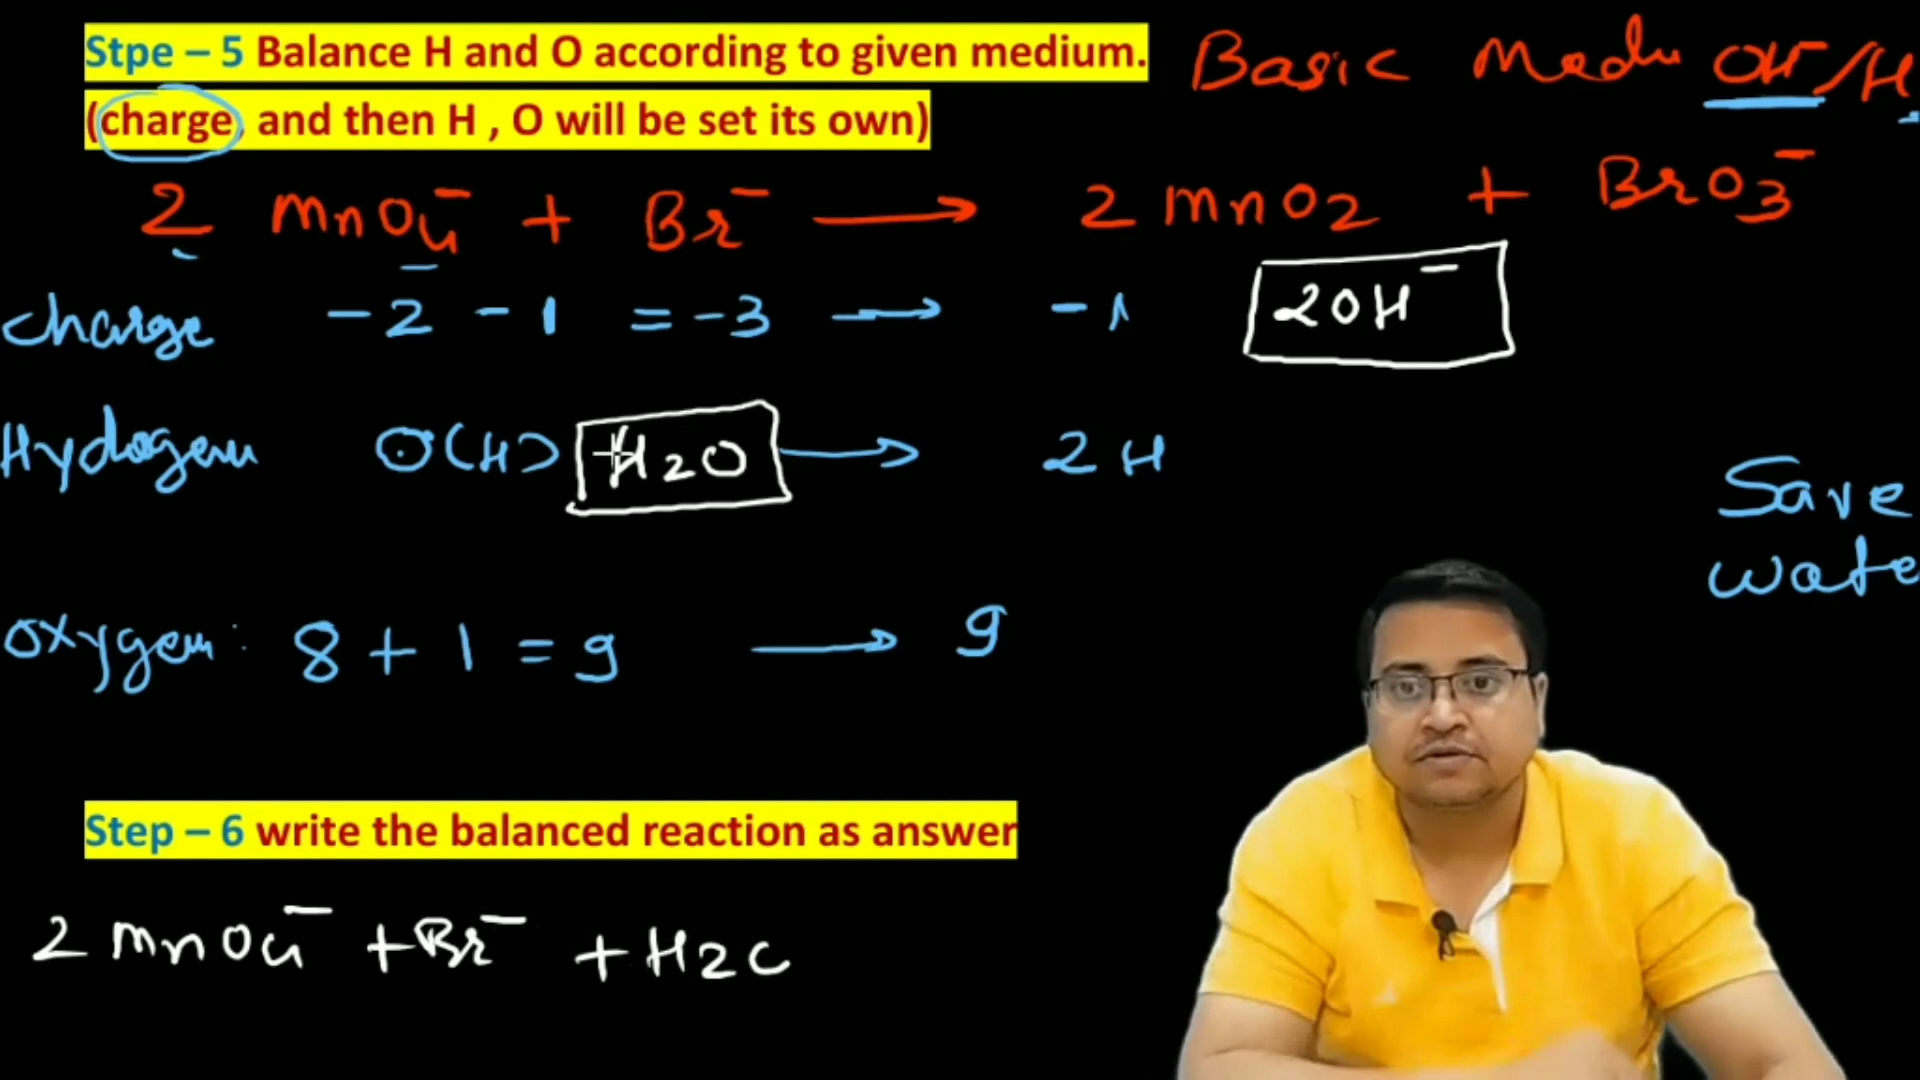 Stpe – 5 Balance H and O according to given medium.
(charge, and then H , O will be set its own)
Basic Medu OH⁻/H
2 MnO4⁻ + Br⁻ → 2 MnO2 + BrO3⁻
Charge -2 -1 = -3 → -1 2OH⁻
Hydogen O(H) +H2O → 2H
Save
wate
Oxygen: 8 + 1 = 9 → 9
Step – 6 write the balanced reaction as answer
2 MnO4⁻ + Br⁻ + H2C